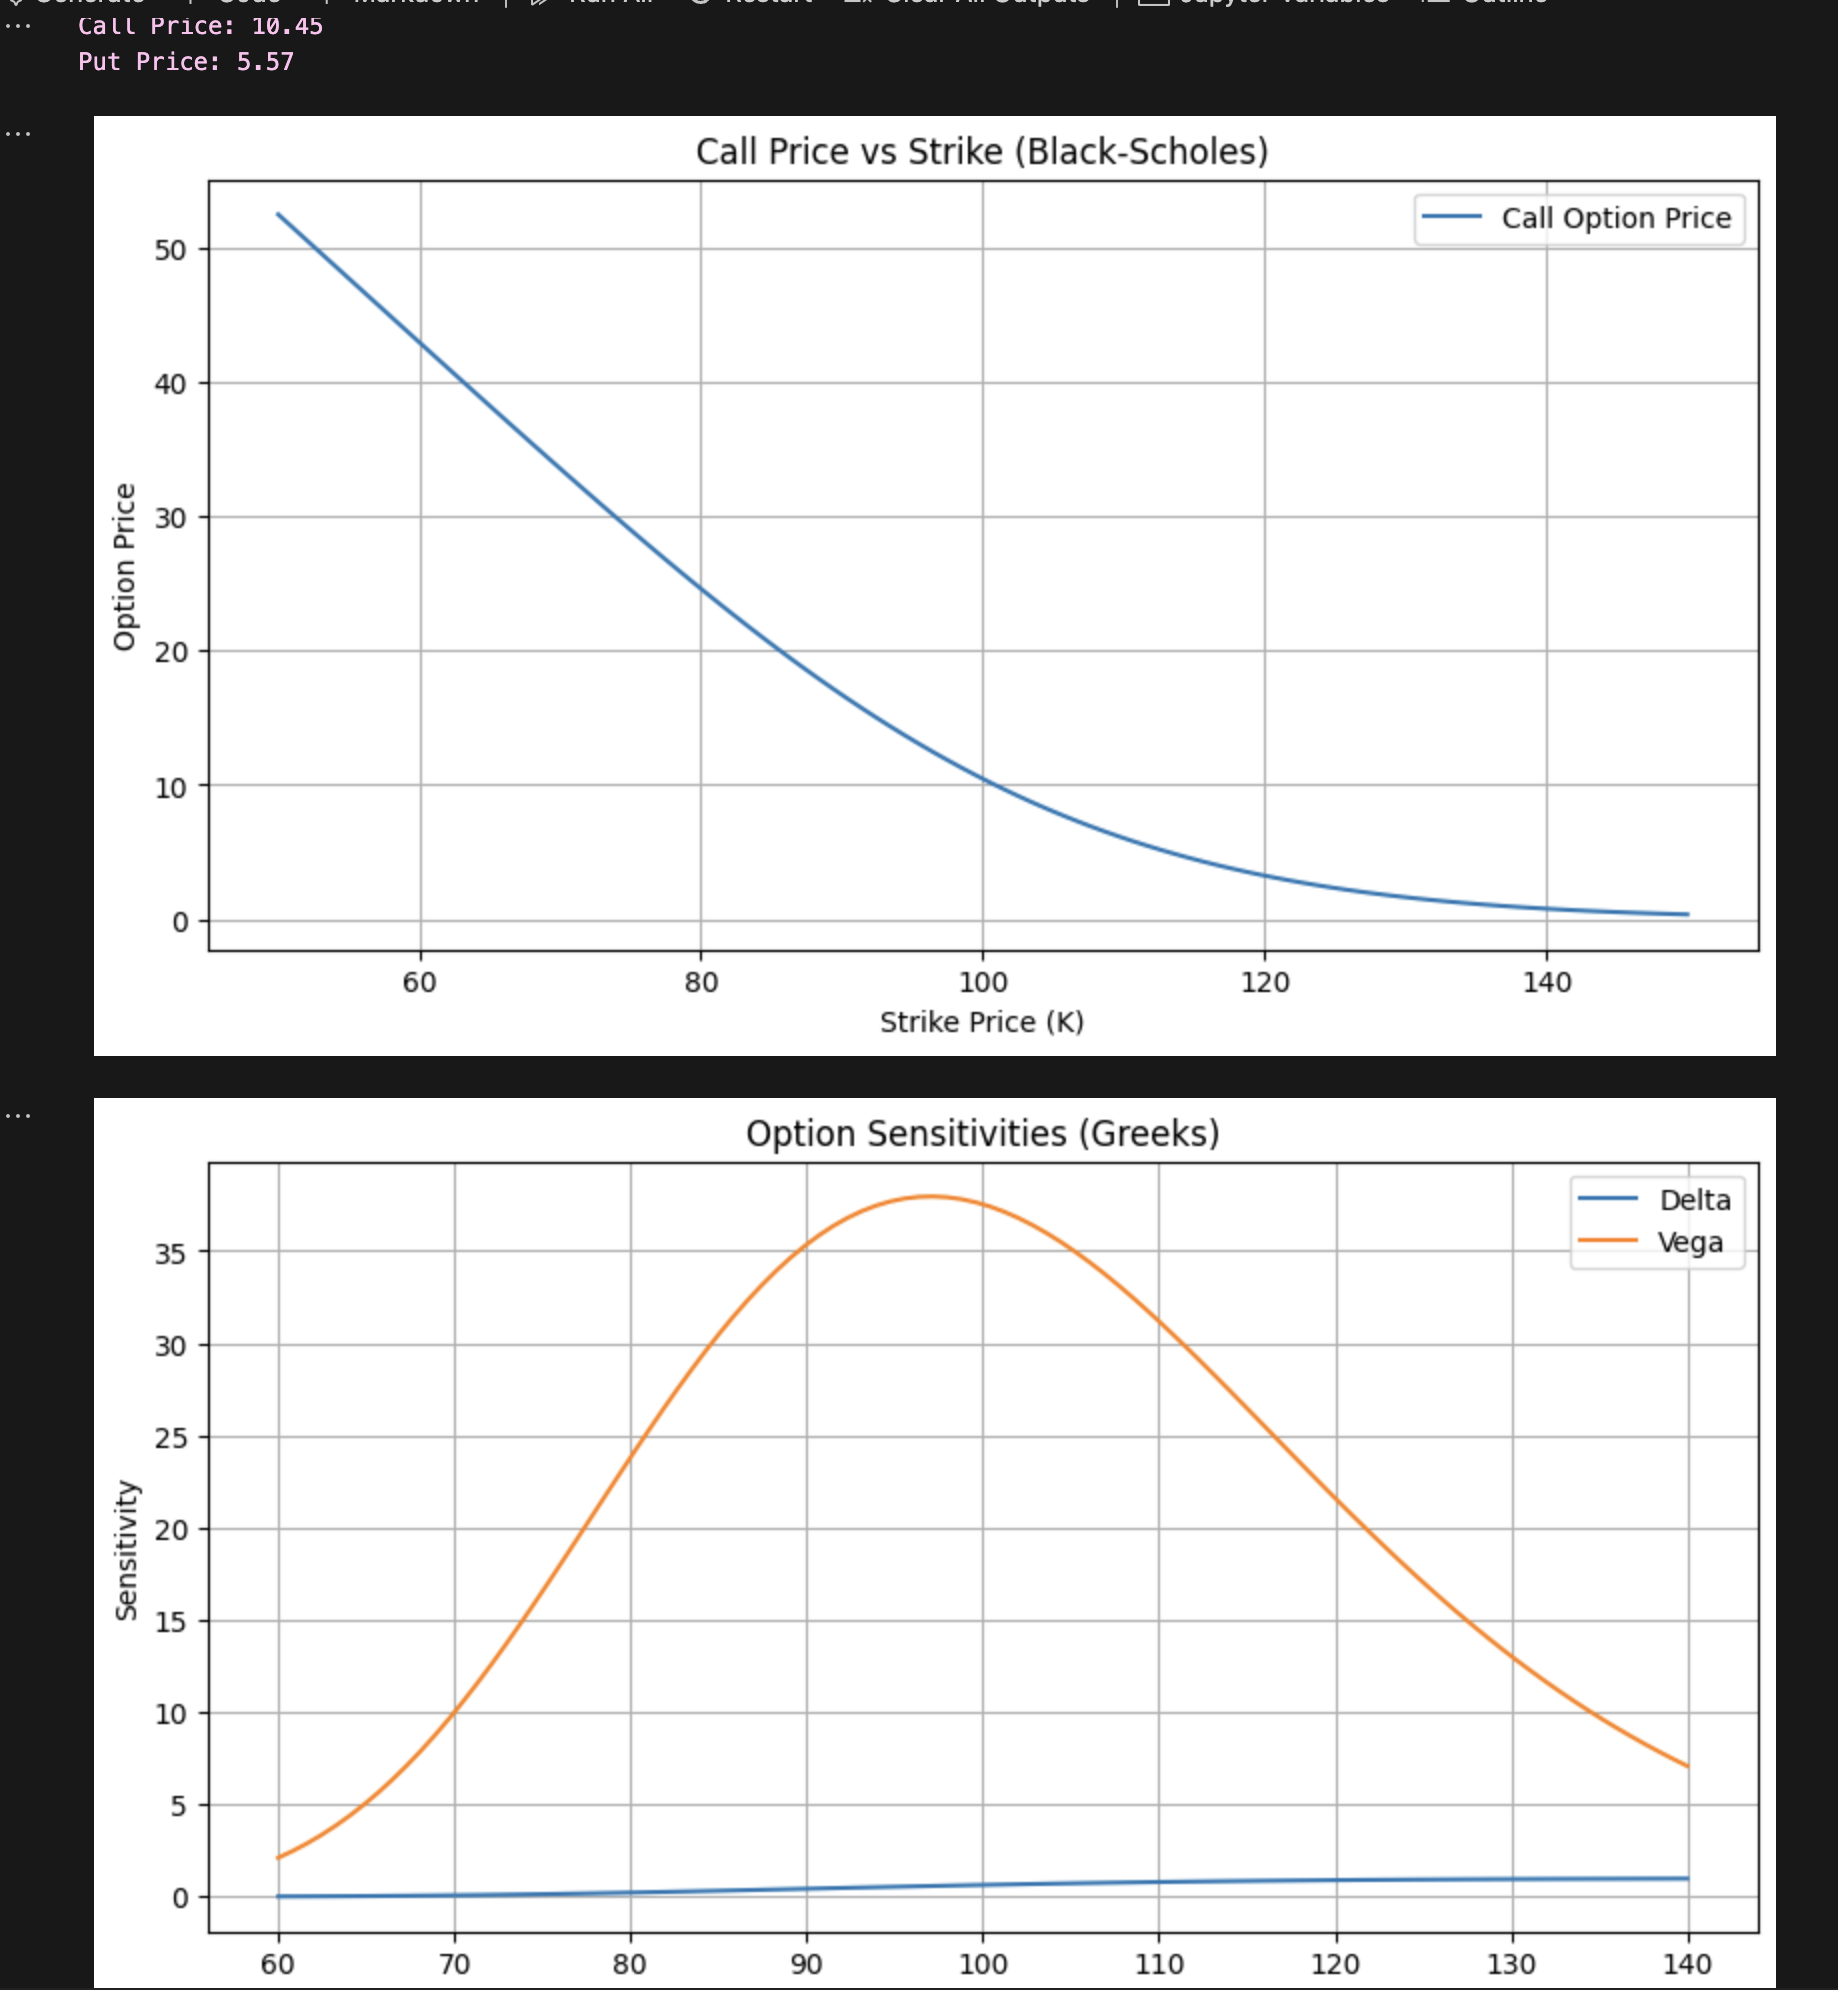 Call Price: 10.45
Put Price: 5.57
Call Price vs Strike (Black-Scholes)
Call Option Price
50
40
30
20
10
0
Option Price
60 80 100 120 140
Strike Price (K)
Option Sensitivities (Greeks)
Delta
Vega
35
30
25
20
15
10
5
0
Sensitivity
60 70 80 90 100 110 120 130 140